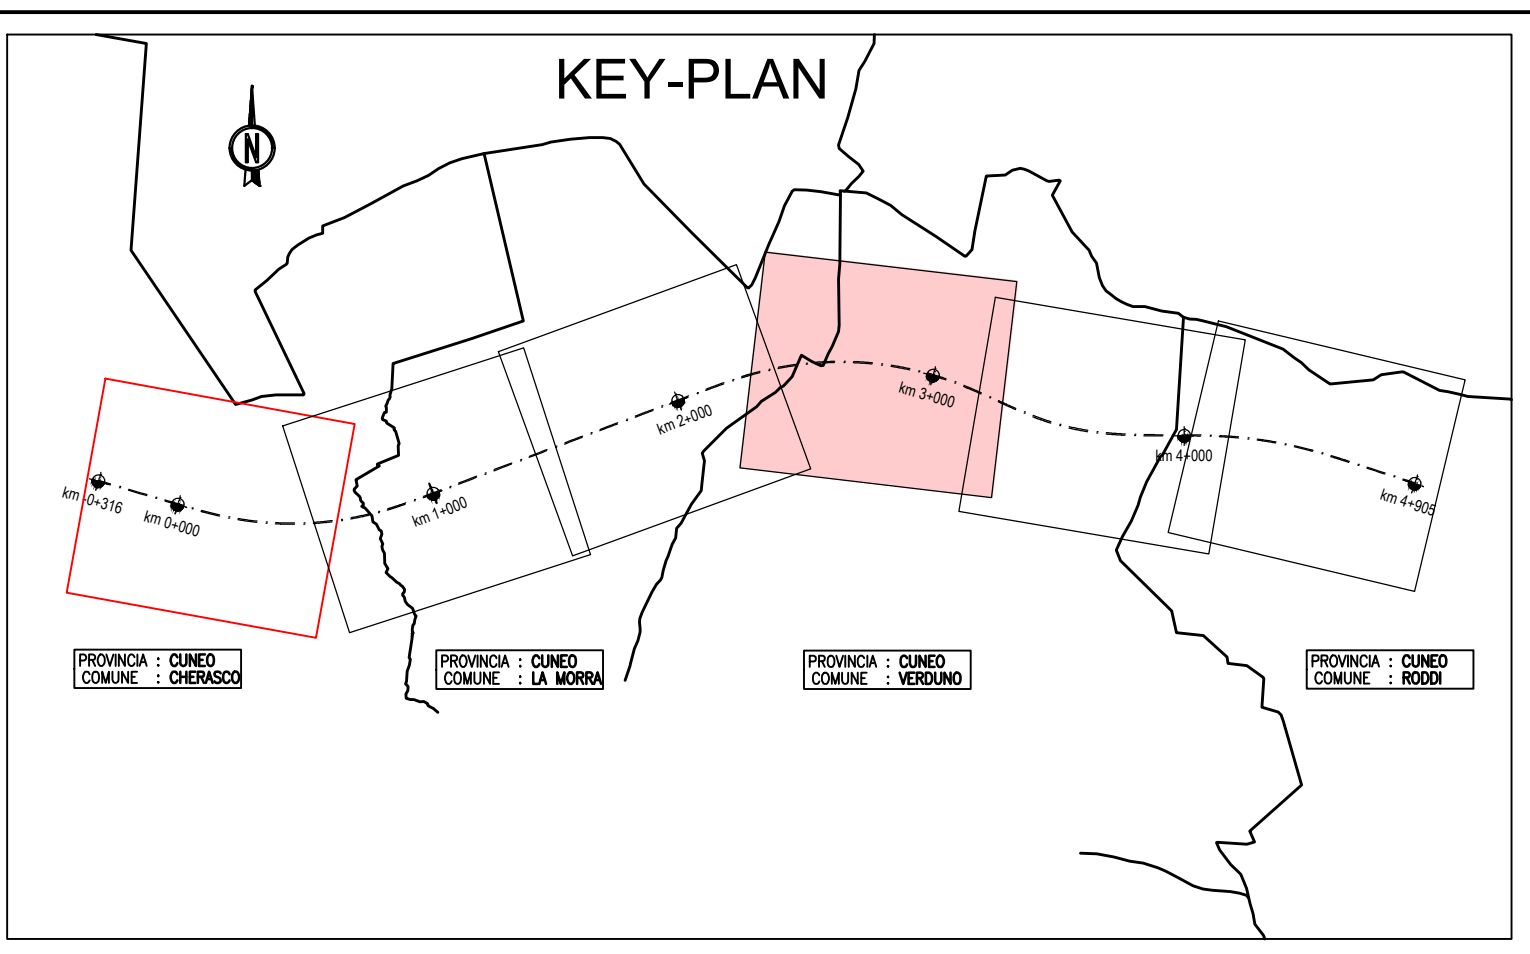 KEY-PLAN
N
km -0+316
km 0+000
km 1+000
km 2+000
km 3+000
km 4+000
km 4+905
PROVINCIA : CUNEO
COMUNE : CHERASCO
PROVINCIA : CUNEO
COMUNE : LA MORRA
PROVINCIA : CUNEO
COMUNE : VERDUNO
PROVINCIA : CUNEO
COMUNE : RODDI